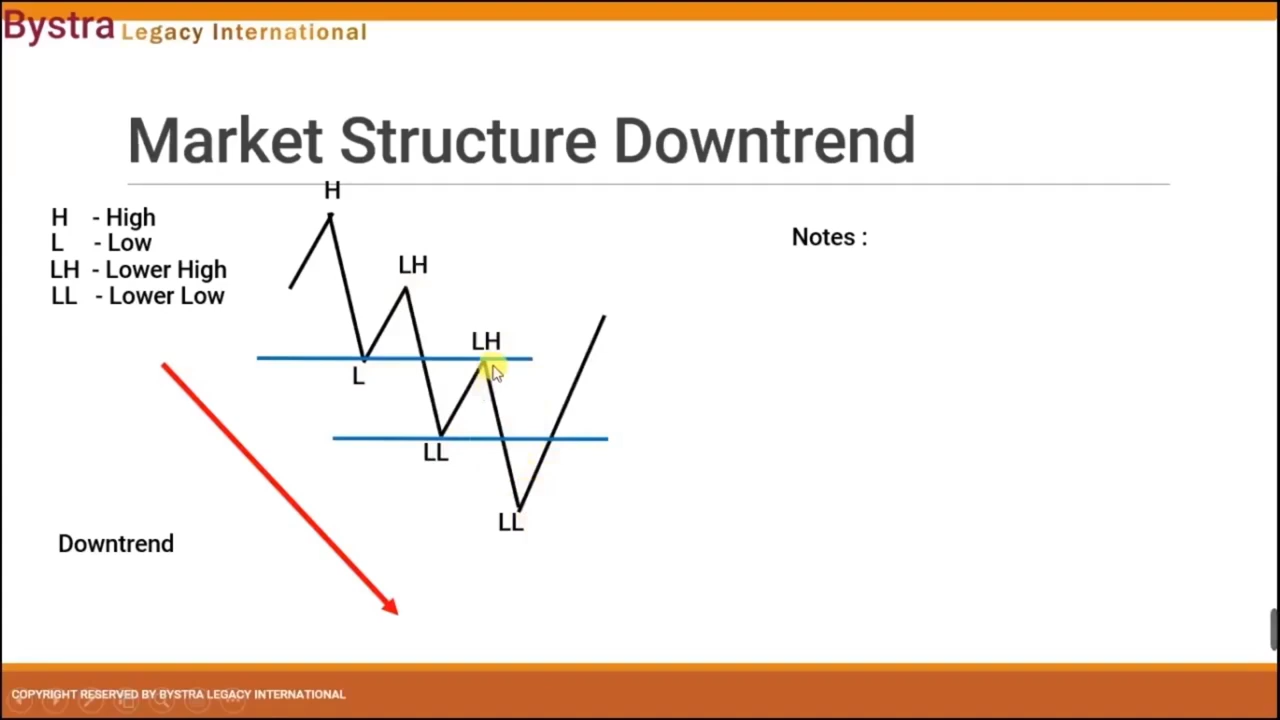 Bystra Legacy International
Market Structure Downtrend
H - High
L - Low
LH - Lower High
LL - Lower Low
H
LH
LH
L
LL
LL
Notes :
Downtrend
COPYRIGHT RESERVED BY BYSTRA LEGACY INTERNATIONAL